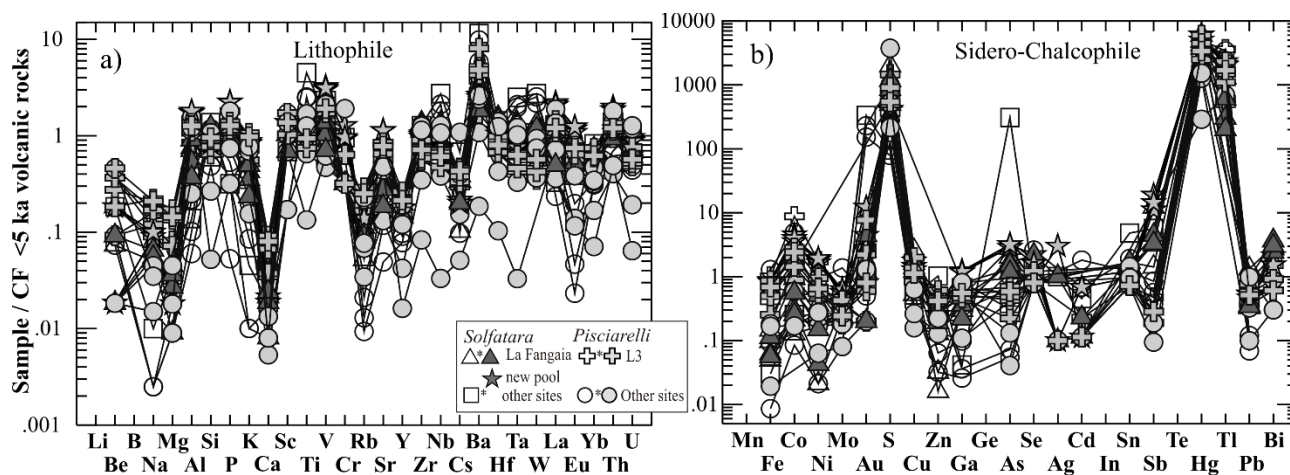 Sample / CF <5 ka volcanic rocks
10
1
.1
.01
.001
a)
Lithophile
Solfatara
Pisciarelli
* La Fangaia
* L3
new pool
* other sites
* Other sites
Li B Mg Si K Sc V Rb Y Nb Ba Ta La Yb U
Be Na Al P Ca Ti Cr Sr Zr Cs Hf W Eu Th
10000
1000
100
10
1
.1
.01
b)
Sidero-Chalcophile
Mn Co Mo S Zn Ge Se Cd Sn Te Tl Bi
Fe Ni Au Cu Ga As Ag In Sb Hg Pb